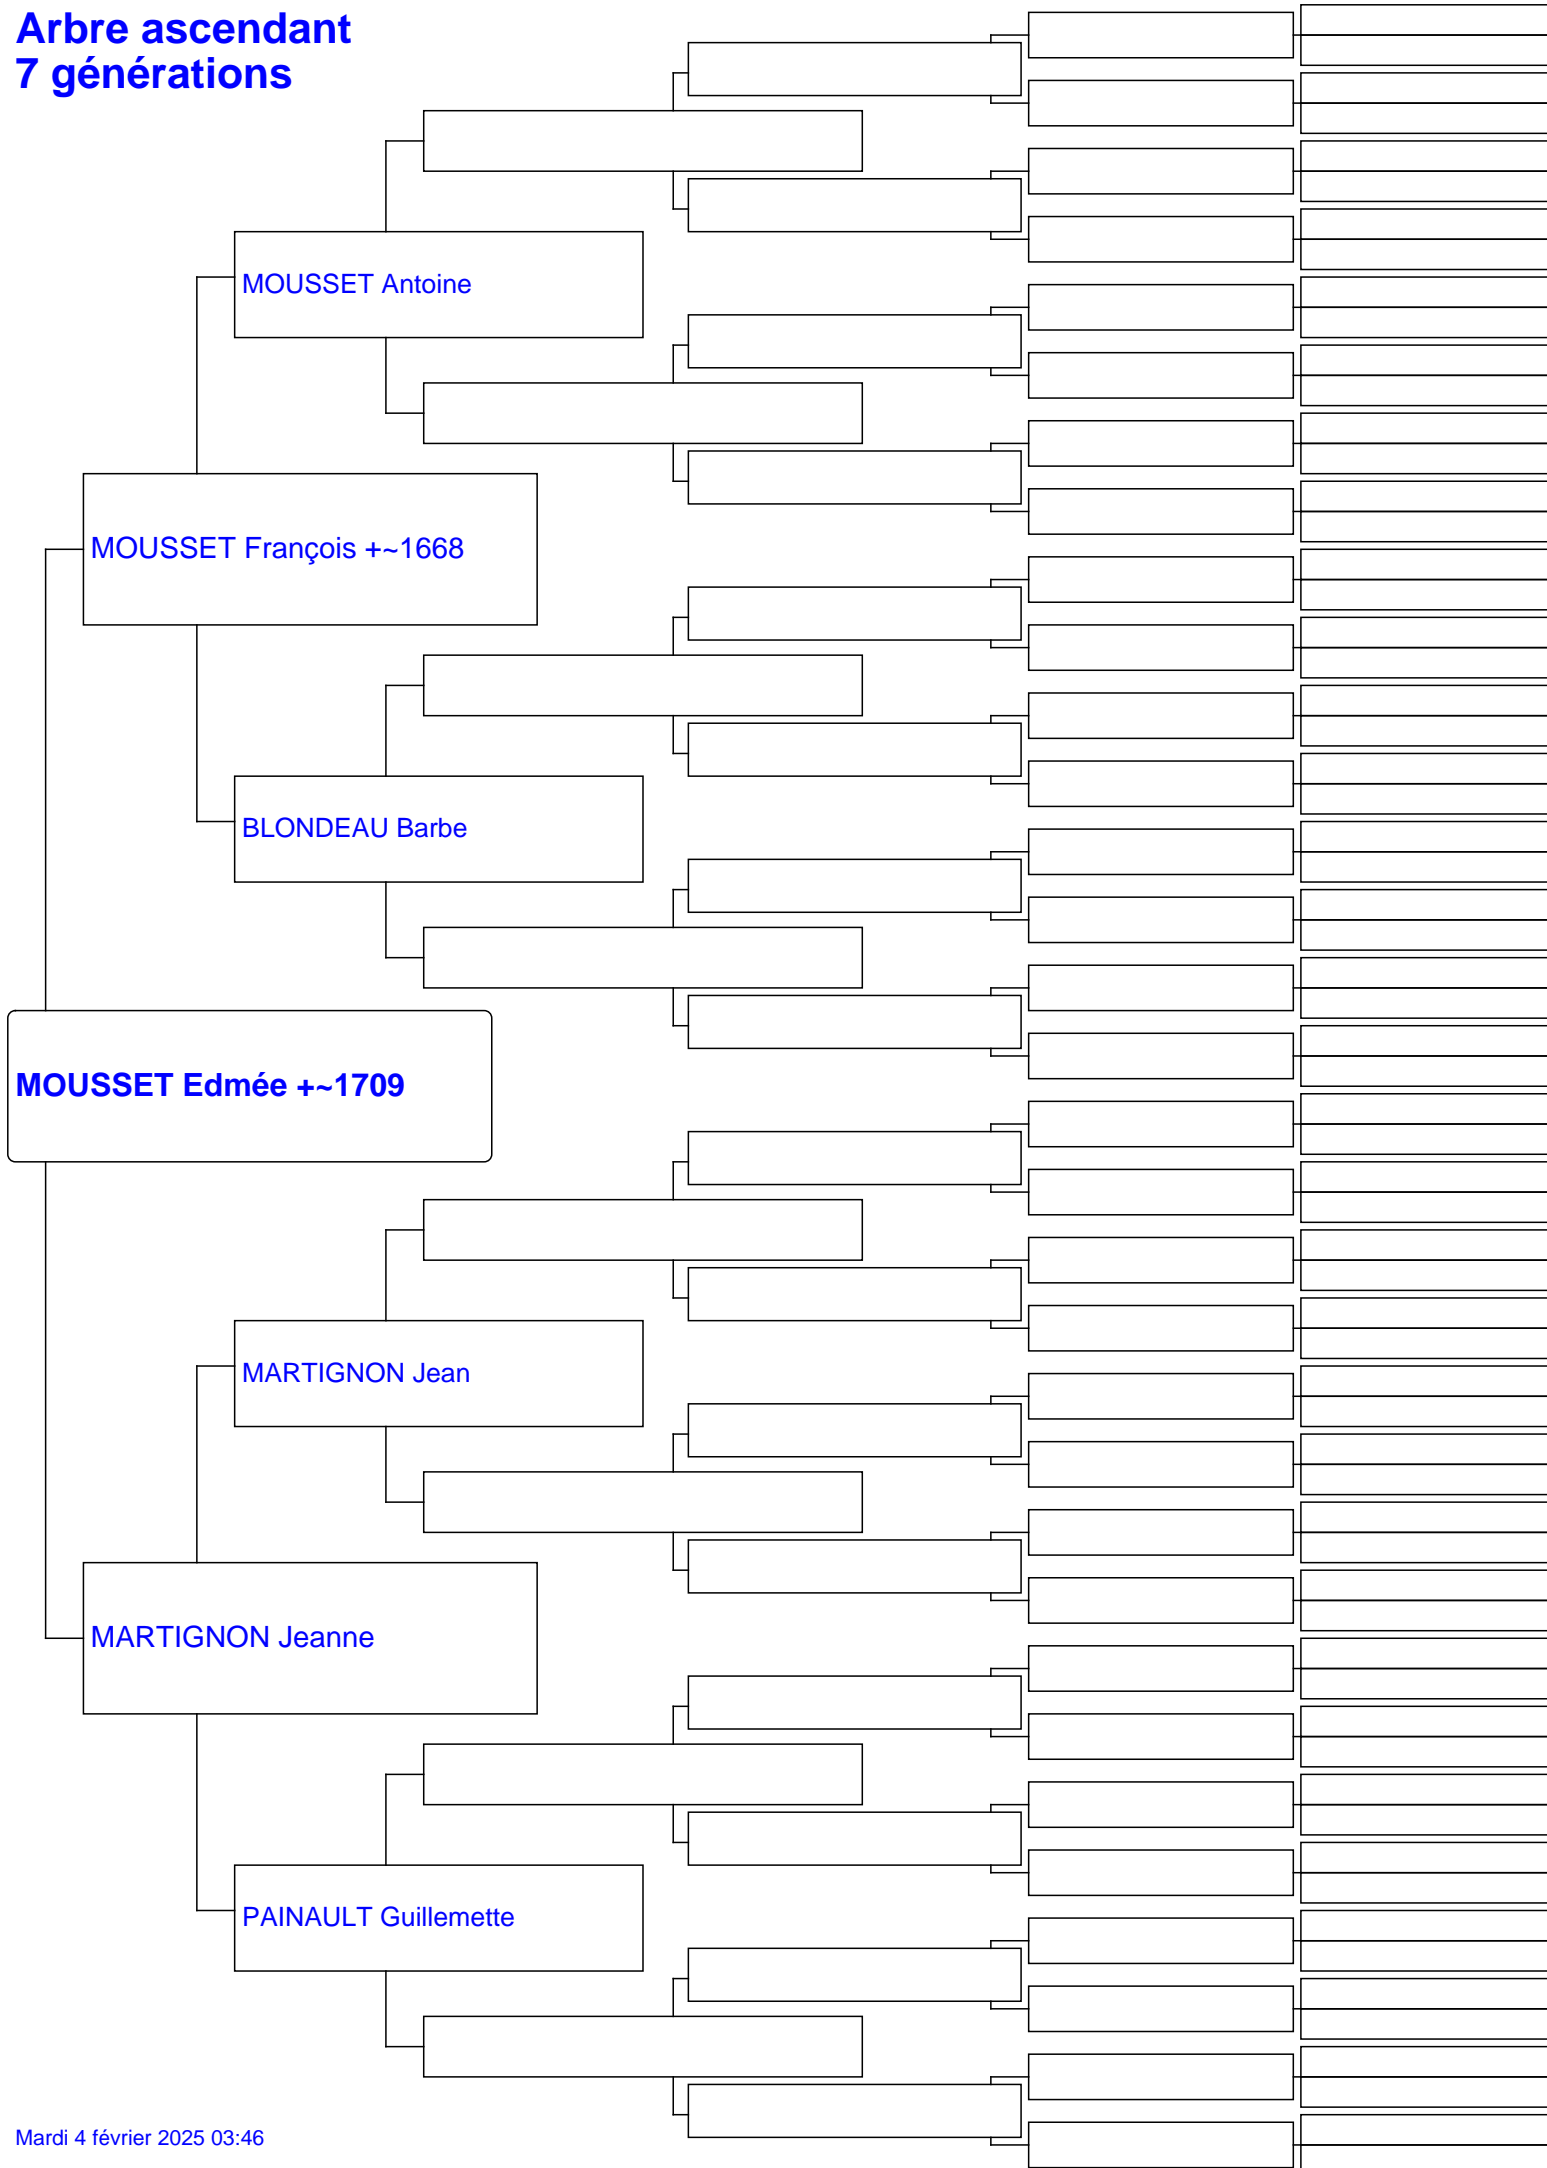 Arbre ascendant
7 générations
MOUSSET Antoine
MOUSSET François +~1668
BLONDEAU Barbe
MOUSSET Edmée +~1709
MARTIGNON Jean
MARTIGNON Jeanne
PAINAULT Guillemette
Mardi 4 février 2025 03:46